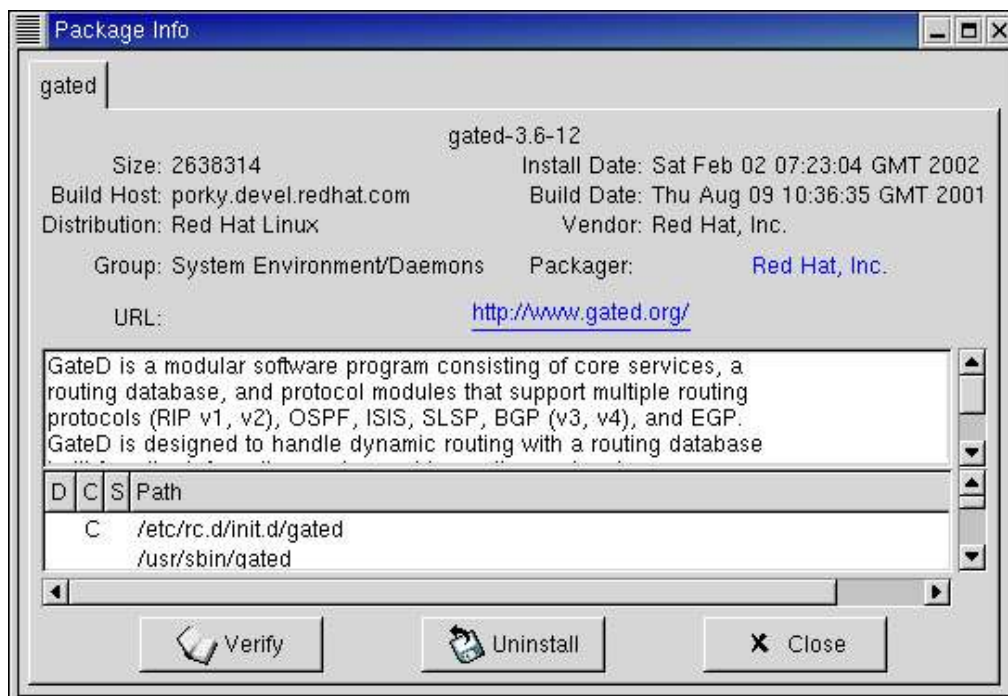 Package Info
gated
gated-3.6-12
Size: 2638314 Install Date: Sat Feb 02 07:23:04 GMT 2002
Build Host: porky.devel.redhat.com Build Date: Thu Aug 09 10:36:35 GMT 2001
Distribution: Red Hat Linux Vendor: Red Hat, Inc.
Group: System Environment/Daemons Packager: Red Hat, Inc.
URL: http://www.gated.org/
GateD is a modular software program consisting of core services, a
routing database, and protocol modules that support multiple routing
protocols (RIP v1, v2), OSPF, ISIS, SLSP, BGP (v3, v4), and EGP.
GateD is designed to handle dynamic routing with a routing database
D C S Path
C /etc/rc.d/init.d/gated
/usr/sbin/gated
Verify Uninstall Close